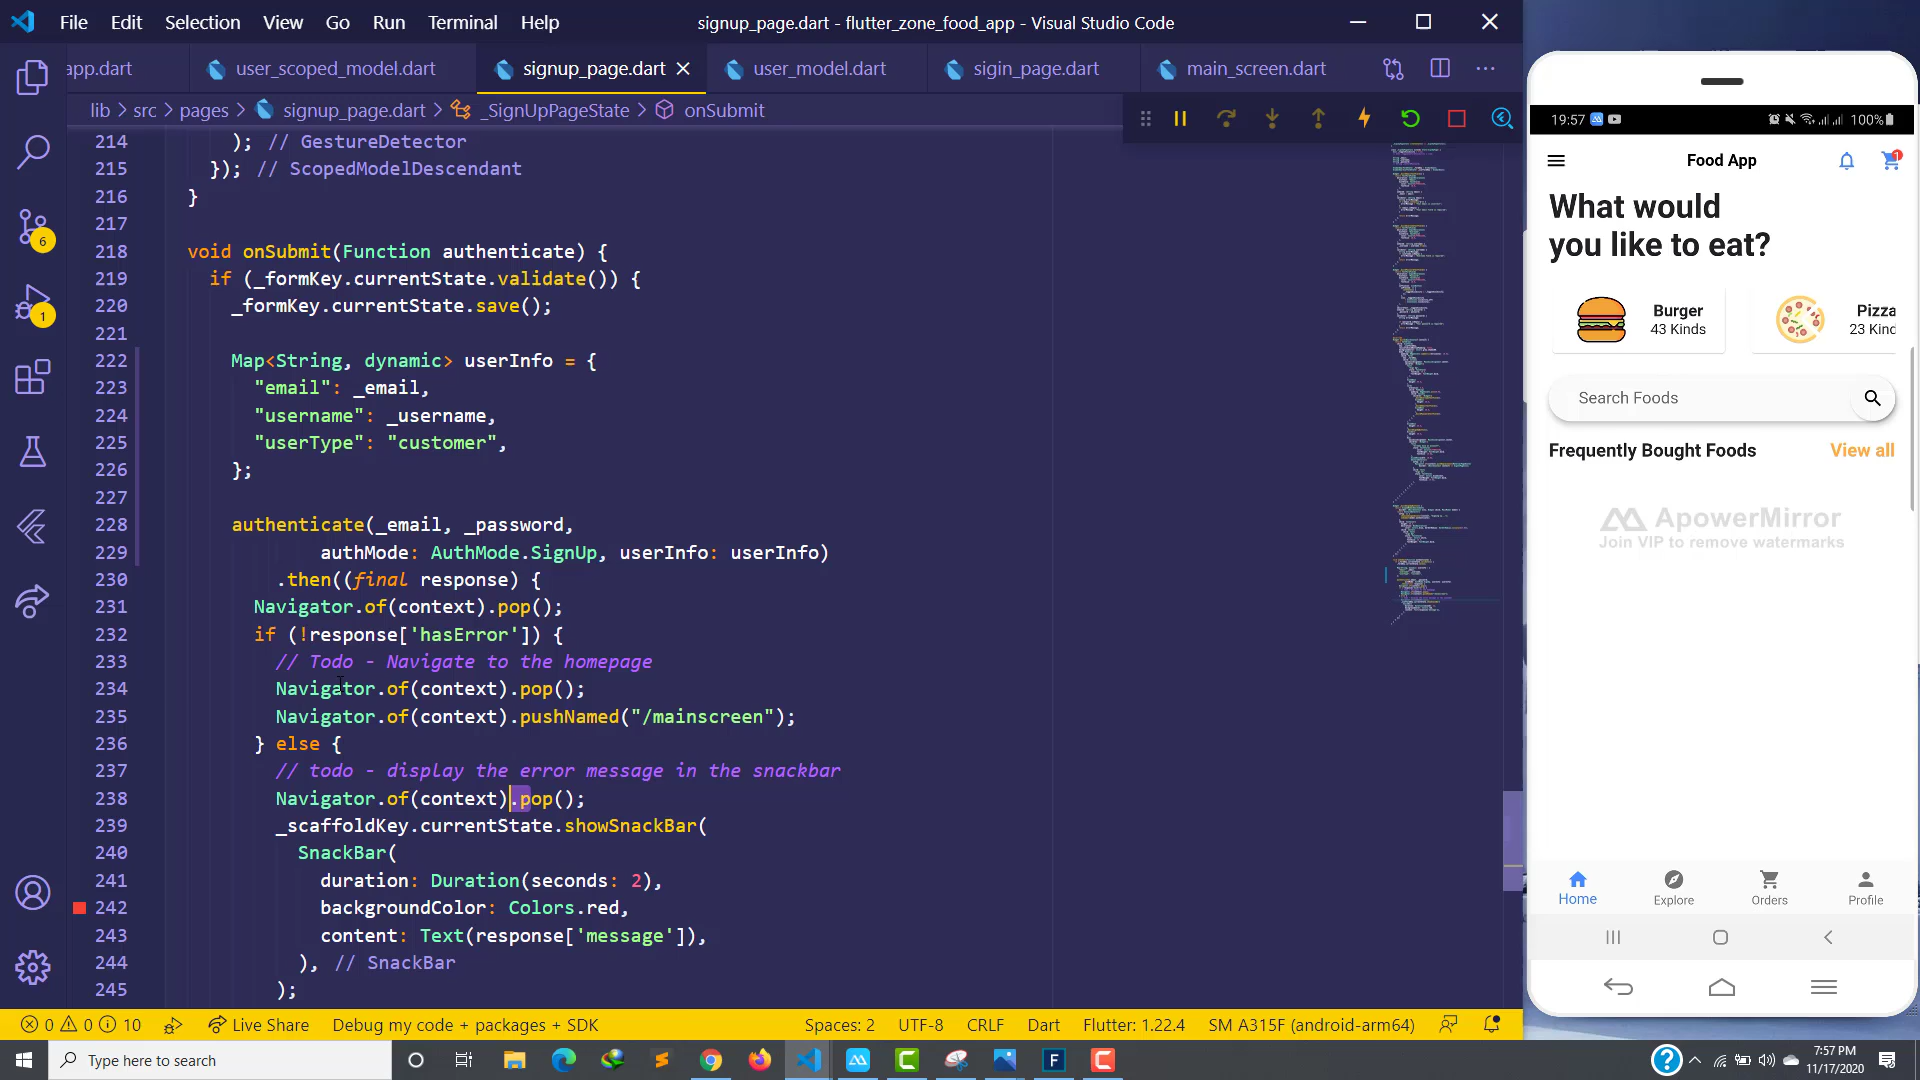 File Edit Selection View Go Run Terminal Help
signup_page.dart - flutter_zone_food_app - Visual Studio Code
app.dart
user_scoped_model.dart
signup_page.dart
user_model.dart
sigin_page.dart
main_screen.dart
lib > src > pages > signup_page.dart > _SignUpPageState > onSubmit
214 ); // GestureDetector
215 }); // ScopedModelDescendant
216 }
217
218 void onSubmit(Function authenticate) {
219 if (_formKey.currentState.validate()) {
220 _formKey.currentState.save();
221
222 Map<String, dynamic> userInfo = {
223 "email": _email,
224 "username": _username,
225 "userType": "customer",
226 };
227
228 authenticate(_email, _password,
229 authMode: AuthMode.SignUp, userInfo: userInfo)
230 .then((final response) {
231 Navigator.of(context).pop();
232 if (!response['hasError']) {
233 // Todo - Navigate to the homepage
234 Navigator.of(context).pop();
235 Navigator.of(context).pushNamed("/mainscreen");
236 } else {
237 // todo - display the error message in the snackbar
238 Navigator.of(context).pop();
239 _scaffoldKey.currentState.showSnackBar(
240 SnackBar(
241 duration: Duration(seconds: 2),
242 backgroundColor: Colors.red,
243 content: Text(response['message']),
244 ), // SnackBar
245 );
6
1
0 0 10
Live Share
Debug my code + packages + SDK
Spaces: 2
UTF-8
CRLF
Dart
Flutter: 1.22.4
SM A315F (android-arm64)
19:57
100%
Food App
1
What would
you like to eat?
Burger
43 Kinds
Pizza
23 Kind
Search Foods
Frequently Bought Foods
View all
ApowerMirror
Join VIP to remove watermarks
Home
Explore
Orders
Profile
Type here to search
7:57 PM
11/17/2020